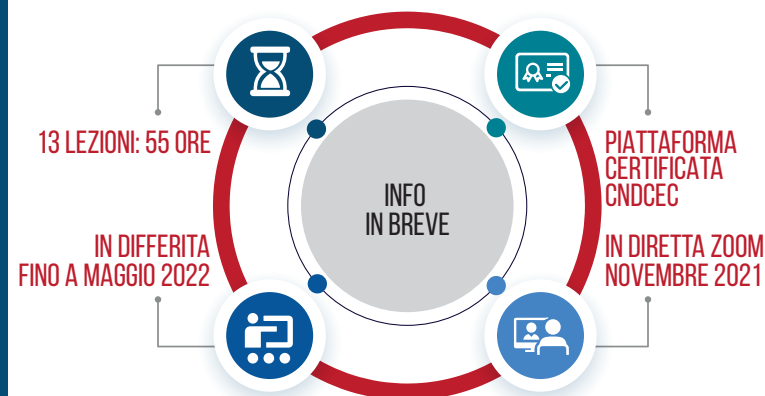 13 LEZIONI: 55 ORE
PIATTAFORMA
CERTIFICATA
CNDCEC
INFO
IN BREVE
IN DIFFERITA
FINO A MAGGIO 2022
IN DIRETTA ZOOM
NOVEMBRE 2021